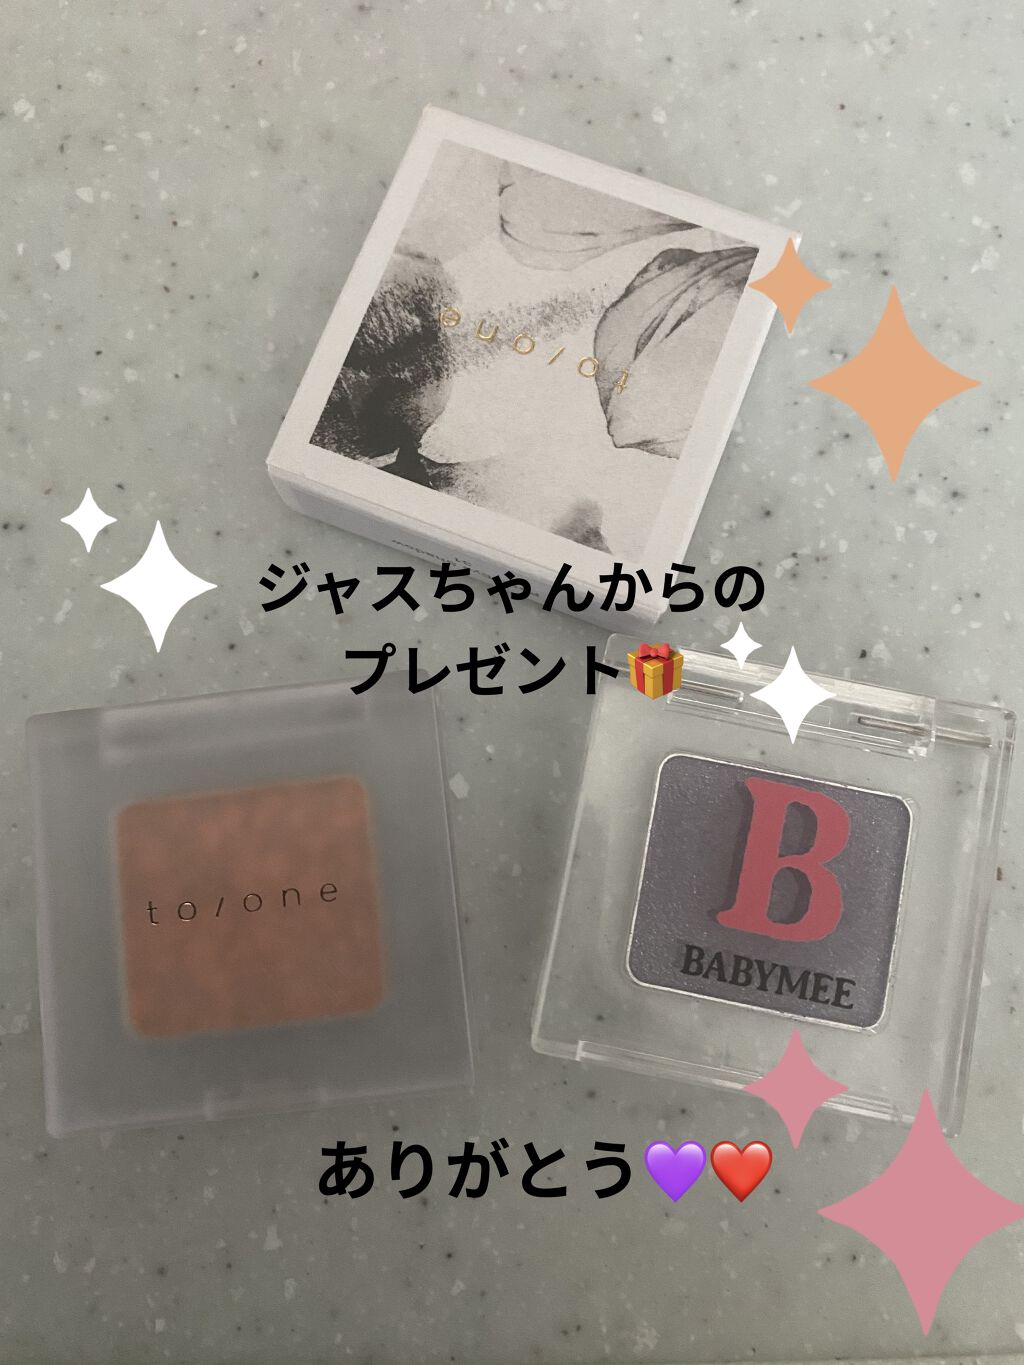 to/one
ジャスちゃんからの
プレゼント🎁
to/one
B
BABYMEE
ありがとう💜❤️